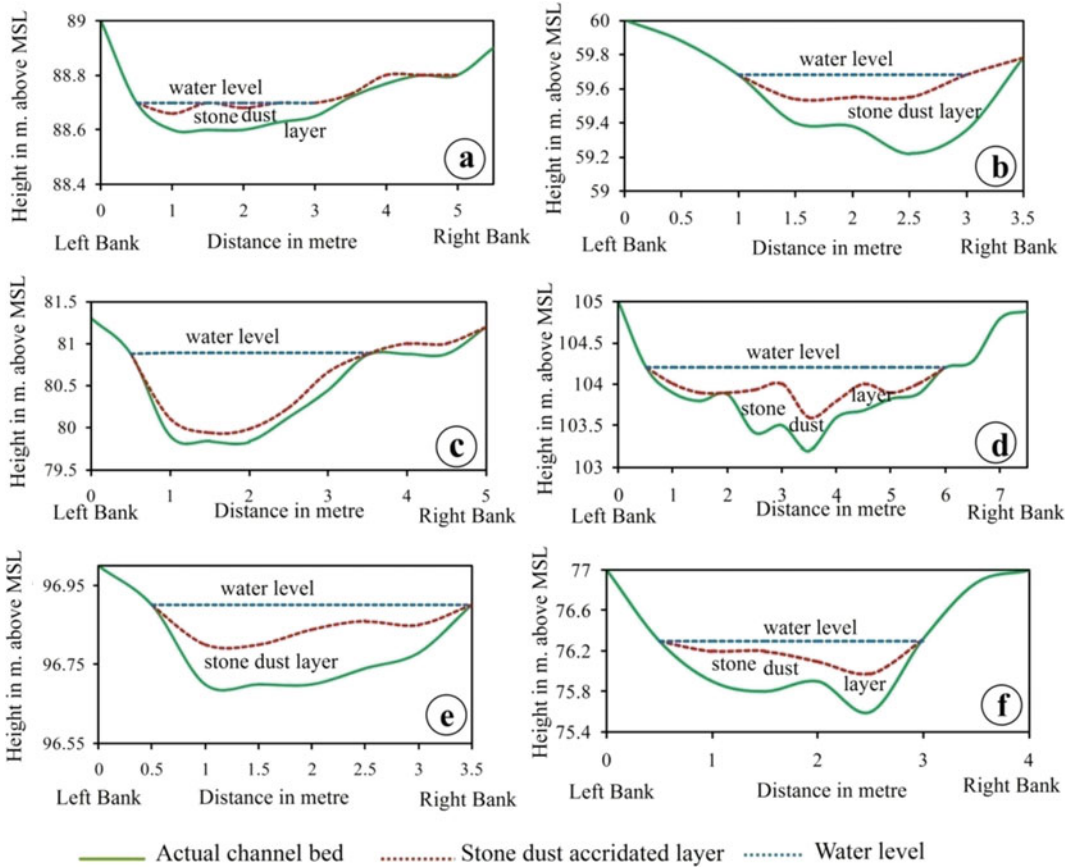 Height in m. above MSL
89
88.8
88.6
88.4
water level
stone dust
layer
a
0 1 2 3 4 5
Left Bank Distance in metre Right Bank
Height in m. above MSL
60
59.8
59.6
59.4
59.2
59
water level
stone dust layer
b
0 0.5 1 1.5 2 2.5 3 3.5
Left Bank Distance in metre Right Bank
Height in m. above MSL
81.5
81
80.50
80
79.5
water level
c
0 1 2 3 4 5
Left Bank Distance in metre Right Bank
Height in m. above MSL
105
104.5
104
103.5
103
water level
stone
dust
layer
d
0 1 2 3 4 5 6 7
Left Bank Distance in metre Right Bank
Height in m. above MSL
96.95
96.75
96.55
water level
stone dust layer
e
0 0.5 1 1.5 2 2.5 3 3.5
Left Bank Distance in metre Right Bank
Height in m. above MSL
77
76.6
76.2
75.8
75.4
water level
stone dust
layer
f
0 1 2 3 4
Left Bank Distance in metre Right Bank
Actual channel bed Stone dust accridated layer Water level